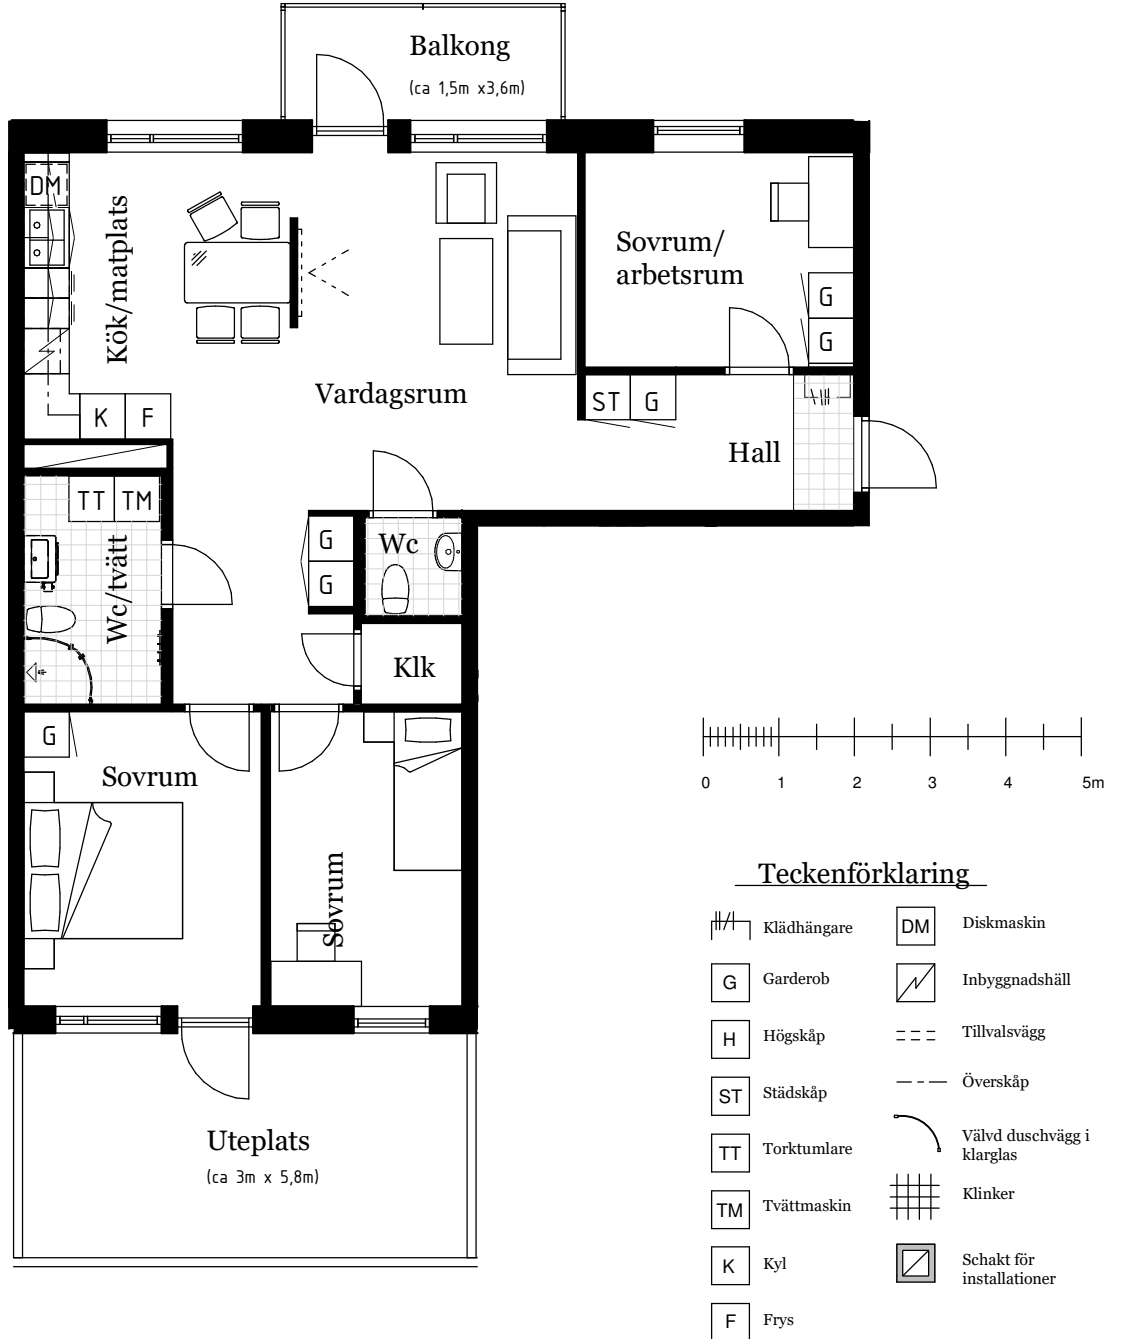 Balkong
(ca 1,5m x3,6m)
DM
Kök/matplats
Sovrum/
arbetsrum
G
G
Vardagsrum
K
F
ST
G
Hall
TT
TM
Wc/tvätt
G
G
Wc
Klk
G
Sovrum
Sovrum
Uteplats
(ca 3m x 5,8m)
0
1
2
3
4
5m
Teckenförklaring
Klädhängare
G
Garderob
H
Högskåp
ST
Städskåp
TT
Torktumlare
TM
Tvättmaskin
K
Kyl
F
Frys
DM
Diskmaskin
Inbyggnadshäll
Tillvalsvägg
Överskåp
Välvd duschvägg i
klarglas
Klinker
Schakt för
installationer